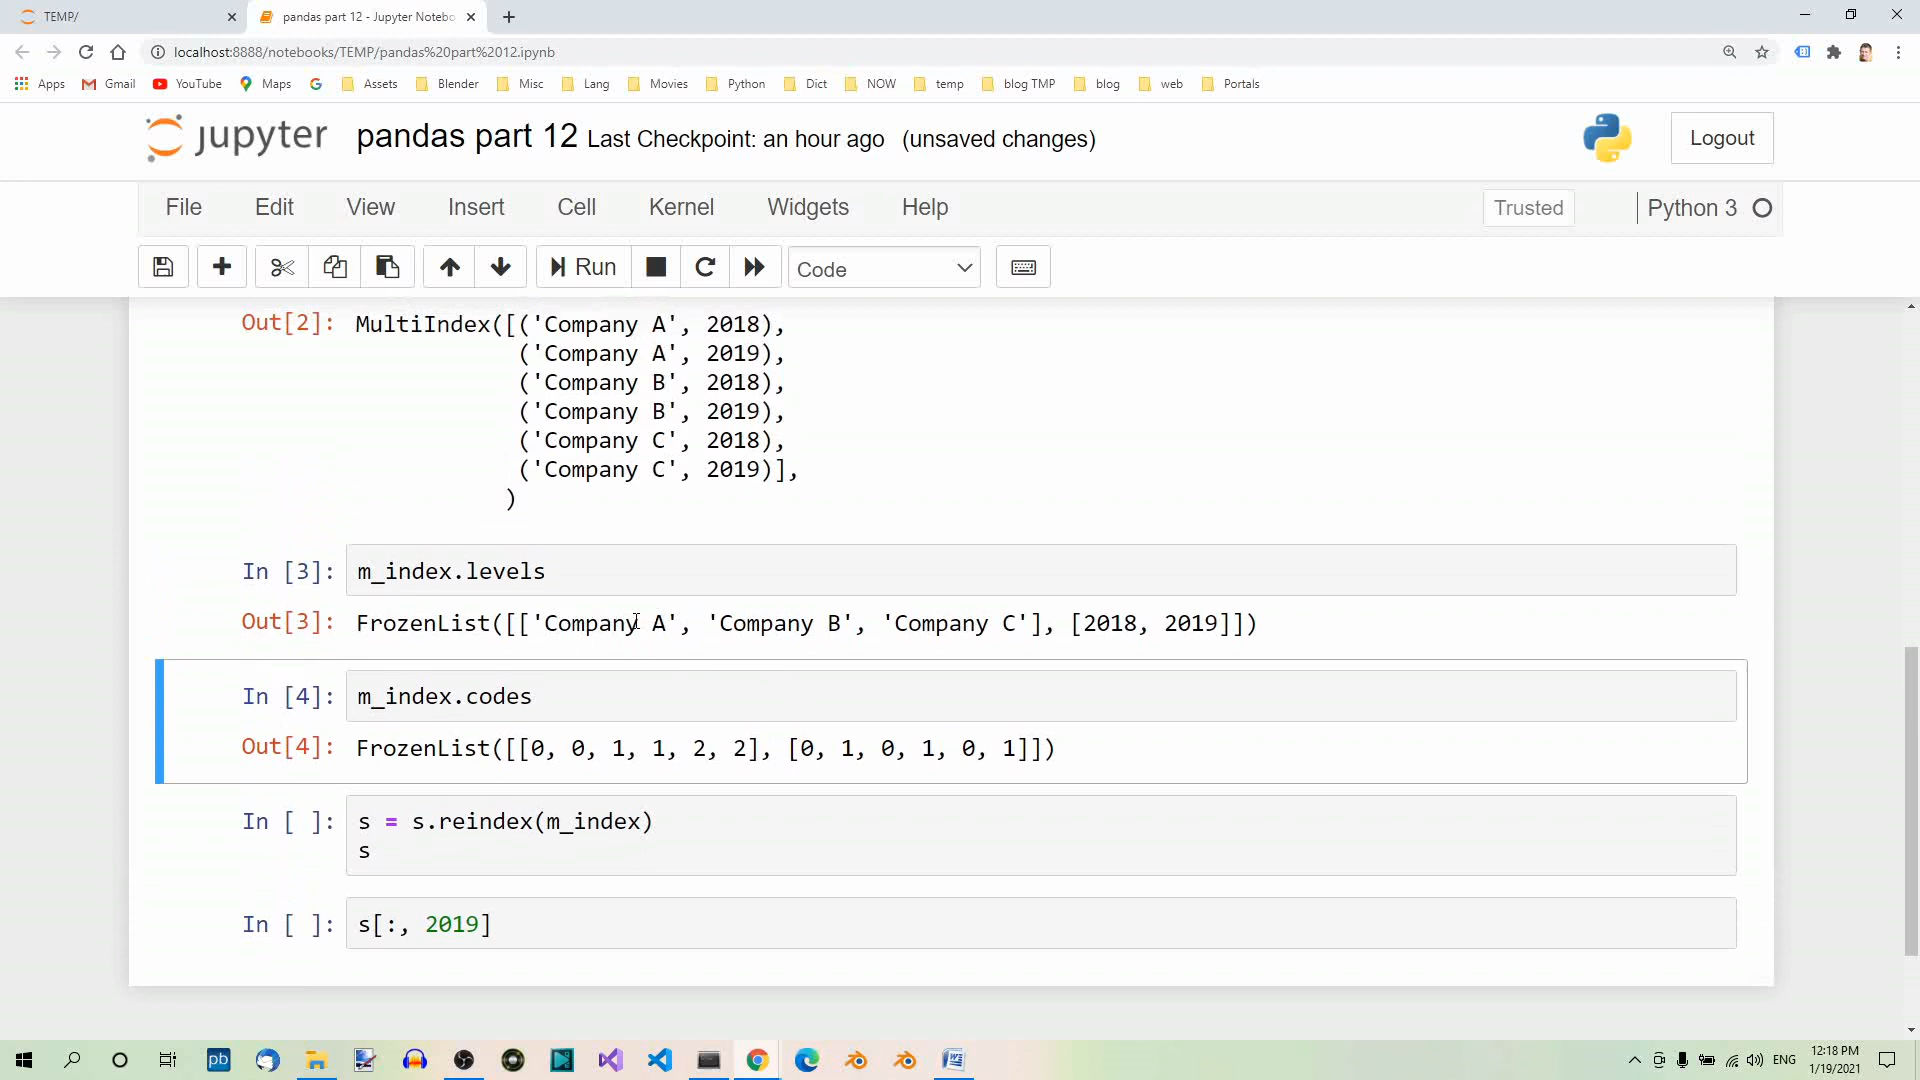 TEMP/
pandas part 12 - Jupyter Notebo
localhost:8888/notebooks/TEMP/pandas%20part%2012.ipynb
Apps Gmail YouTube Maps Assets Blender Misc Lang Movies Python Dict NOW temp blog TMP blog web Portals
jupyter pandas part 12 Last Checkpoint: an hour ago (unsaved changes) Logout
File Edit View Insert Cell Kernel Widgets Help Trusted Python 3
Run Code
Out[2]: MultiIndex([('Company A', 2018),
('Company A', 2019),
('Company B', 2018),
('Company B', 2019),
('Company C', 2018),
('Company C', 2019)],
)
In [3]: m_index.levels
Out[3]: FrozenList([['Company A', 'Company B', 'Company C'], [2018, 2019]])
In [4]: m_index.codes
Out[4]: FrozenList([[0, 0, 1, 1, 2, 2], [0, 1, 0, 1, 0, 1]])
In [ ]: s = s.reindex(m_index)
s
In [ ]: s[:, 2019]
pb ENG 12:18 PM
1/19/2021